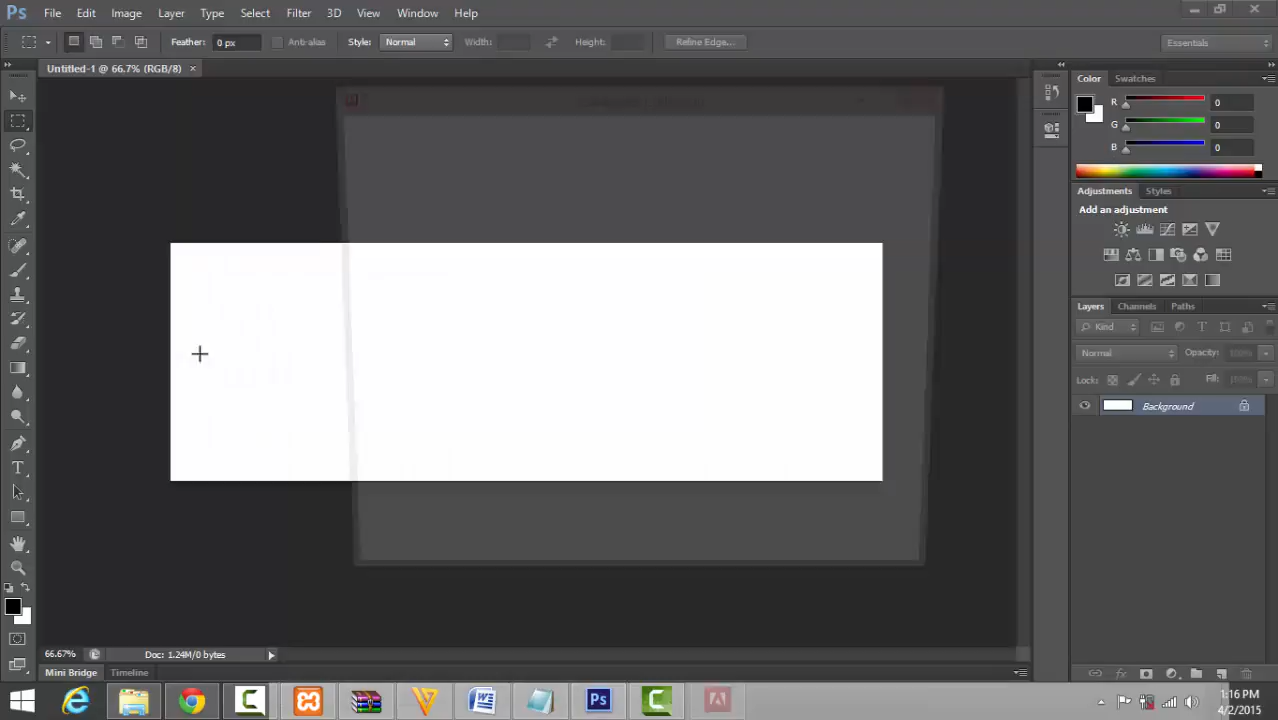 Ps File Edit Image Layer Type Select Filter 3D View Window Help
Feather: 0 px Anti-alias Style: Normal Width: Height: Refine Edge... Essentials
Untitled-1 @ 66.7% (RGB/8) ×
Color Swatches
R 0
G 0
B 0
Adjustments Styles
Add an adjustment
Layers Channels Paths
Kind
Normal Opacity: 100%
Lock: Fill: 100%
Background
T
66.67% Doc: 1.24M/0 bytes
Mini Bridge Timeline
Ps
1:16 PM
4/2/2015